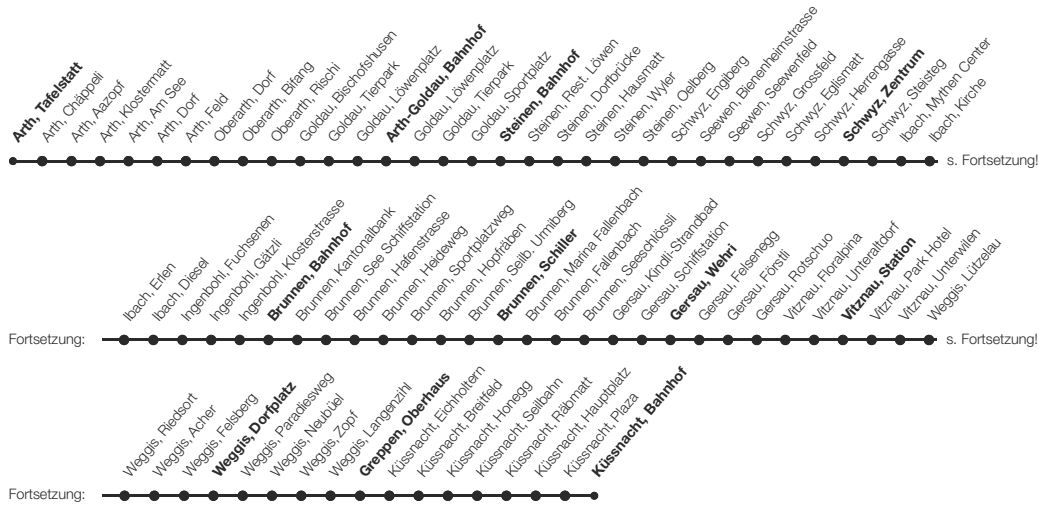 Arth, Tafelstatt
Arth, Chäppeli
Arth, Aazopf
Arth, Klostermatt
Arth, Am See
Arth, Dorf
Arth, Feld
Oberarth, Dorf
Oberarth, Bifang
Oberarth, Rischi
Goldau, Bischofshusen
Goldau, Tierpark
Goldau, Löwenplatz
Arth-Goldau, Bahnhof
Goldau, Löwenplatz
Goldau, Tierpark
Goldau, Sportplatz
Steinen, Bahnhof
Steinen, Rest. Löwen
Steinen, Dorfbrücke
Steinen, Hausmatt
Steinen, Wyler
Steinen, Oelberg
Schwyz, Engiberg
Seewen, Bienenheimstrasse
Seewen, Seewenfeld
Schwyz, Grossfeld
Schwyz, Eglismatt
Schwyz, Herrengasse
Schwyz, Zentrum
Schwyz, Steisteg
Ibach, Mythen Center
Ibach, Kirche
s. Fortsetzung!
Fortsetzung:
Ibach, Erlen
Ibach, Diesel
Ingenbohl, Fuchsenen
Ingenbohl, Gätzli
Ingenbohl, Klosterstrasse
Brunnen, Bahnhof
Brunnen, Kantonalbank
Brunnen, See Schiffstation
Brunnen, Hafenstrasse
Brunnen, Heideweg
Brunnen, Sportplatzweg
Brunnen, Hopfräben
Brunnen, Seilb. Urmiberg
Brunnen, Schiller
Brunnen, Marina Fallenbach
Brunnen, Fallenbach
Brunnen, Seeschlössli
Gersau, Kindli-Strandbad
Gersau, Schiffstation
Gersau, Wehri
Gersau, Felsenegg
Gersau, Förstli
Gersau, Rotschuo
Vitznau, Floralpina
Vitznau, Unteraltdorf
Vitznau, Station
Vitznau, Park Hotel
Vitznau, Unterwilen
Weggis, Lützelau
s. Fortsetzung!
Fortsetzung:
Weggis, Riedsort
Weggis, Acher
Weggis, Felsberg
Weggis, Dorfplatz
Weggis, Paradiesweg
Weggis, Neubüel
Weggis, Zopf
Weggis, Langenzihl
Greppen, Oberhaus
Küssnacht, Eichholtern
Küssnacht, Breitfeld
Küssnacht, Honegg
Küssnacht, Seilbahn
Küssnacht, Räbmatt
Küssnacht, Hauptplatz
Küssnacht, Plaza
Küssnacht, Bahnhof